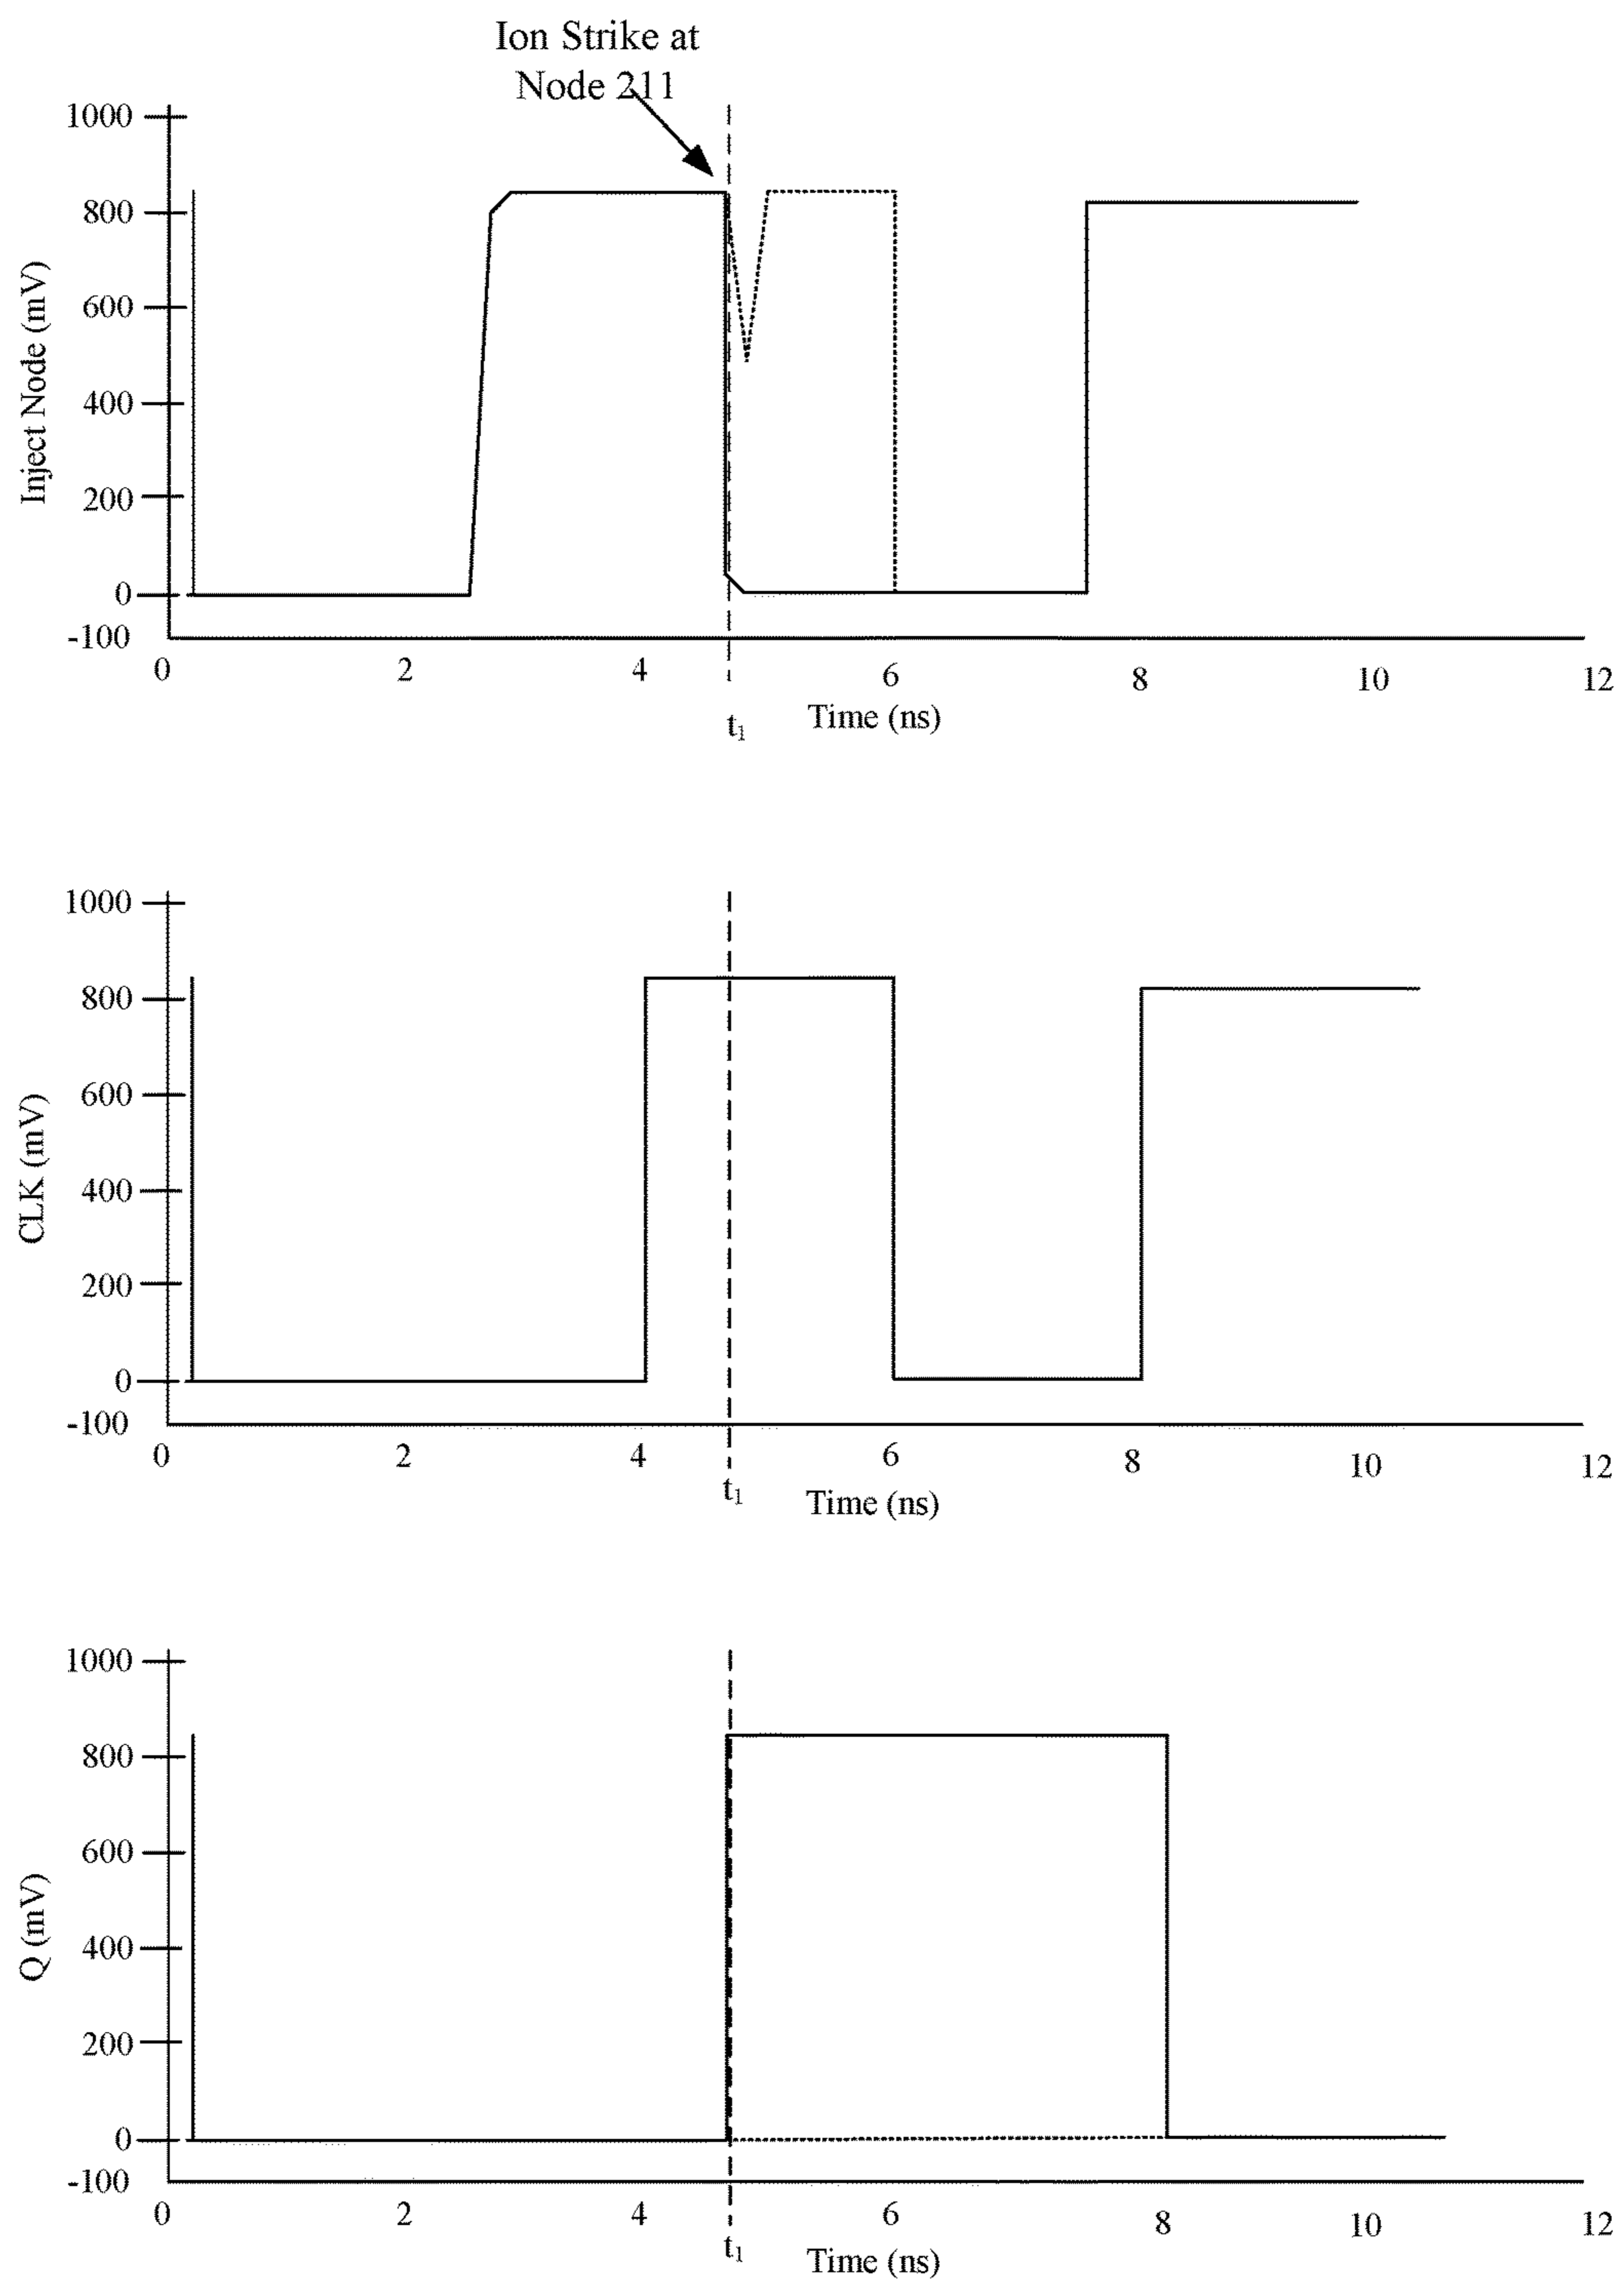 Ion Strike at
Node 211
1000
800
600
400
200
0
-100
Inject Node (mV)
0 2 4 6 8 10 12
t₁ Time (ns)
1000
800
600
400
200
0
-100
CLK (mV)
0 2 4 6 8 10 12
t₁ Time (ns)
1000
800
600
400
200
0
-100
Q (mV)
0 2 4 6 8 10 12
t₁ Time (ns)